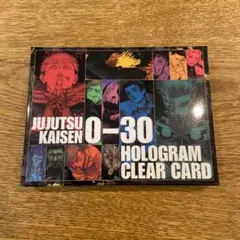 JUJUTSU
KAISEN 0-30
HOLOGRAM
CLEAR CARD